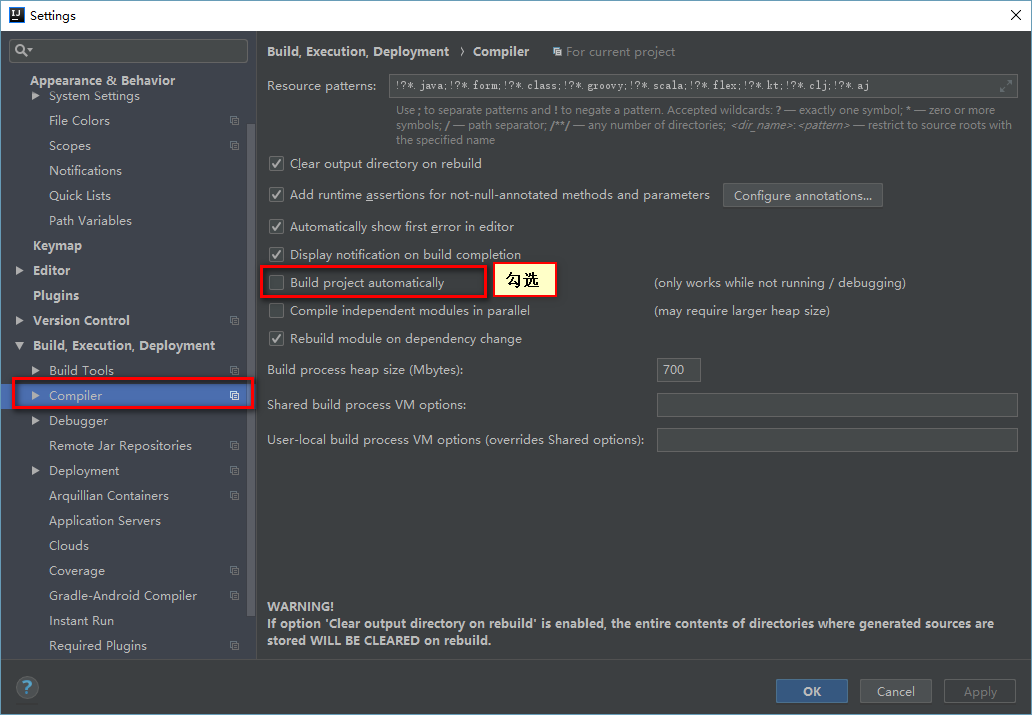 Settings
Appearance & Behavior
System Settings
File Colors
Scopes
Notifications
Quick Lists
Path Variables
Keymap
Editor
Plugins
Version Control
Build, Execution, Deployment
Build Tools
Compiler
Debugger
Remote Jar Repositories
Deployment
Arquillian Containers
Application Servers
Clouds
Coverage
Gradle-Android Compiler
Instant Run
Required Plugins
Build, Execution, Deployment › Compiler For current project
Resource patterns: !?*.java;!?*.form;!?*.class;!?*.groovy;!?*.scala;!?*.flex;!?*.kt;!?*.clj;!?*.aj
Use ; to separate patterns and ! to negate a pattern. Accepted wildcards: ? — exactly one symbol; * — zero or more
symbols; / — path separator; /**/ — any number of directories; <dir_name>:<pattern> — restrict to source roots with
the specified name
Clear output directory on rebuild
Add runtime assertions for not-null-annotated methods and parameters Configure annotations...
Automatically show first error in editor
Display notification on build completion
Build project automatically 勾选 (only works while not running / debugging)
Compile independent modules in parallel (may require larger heap size)
Rebuild module on dependency change
Build process heap size (Mbytes): 700
Shared build process VM options:
User-local build process VM options (overrides Shared options):
WARNING!
If option 'Clear output directory on rebuild' is enabled, the entire contents of directories where generated sources are
stored WILL BE CLEARED on rebuild.
? OK Cancel Apply